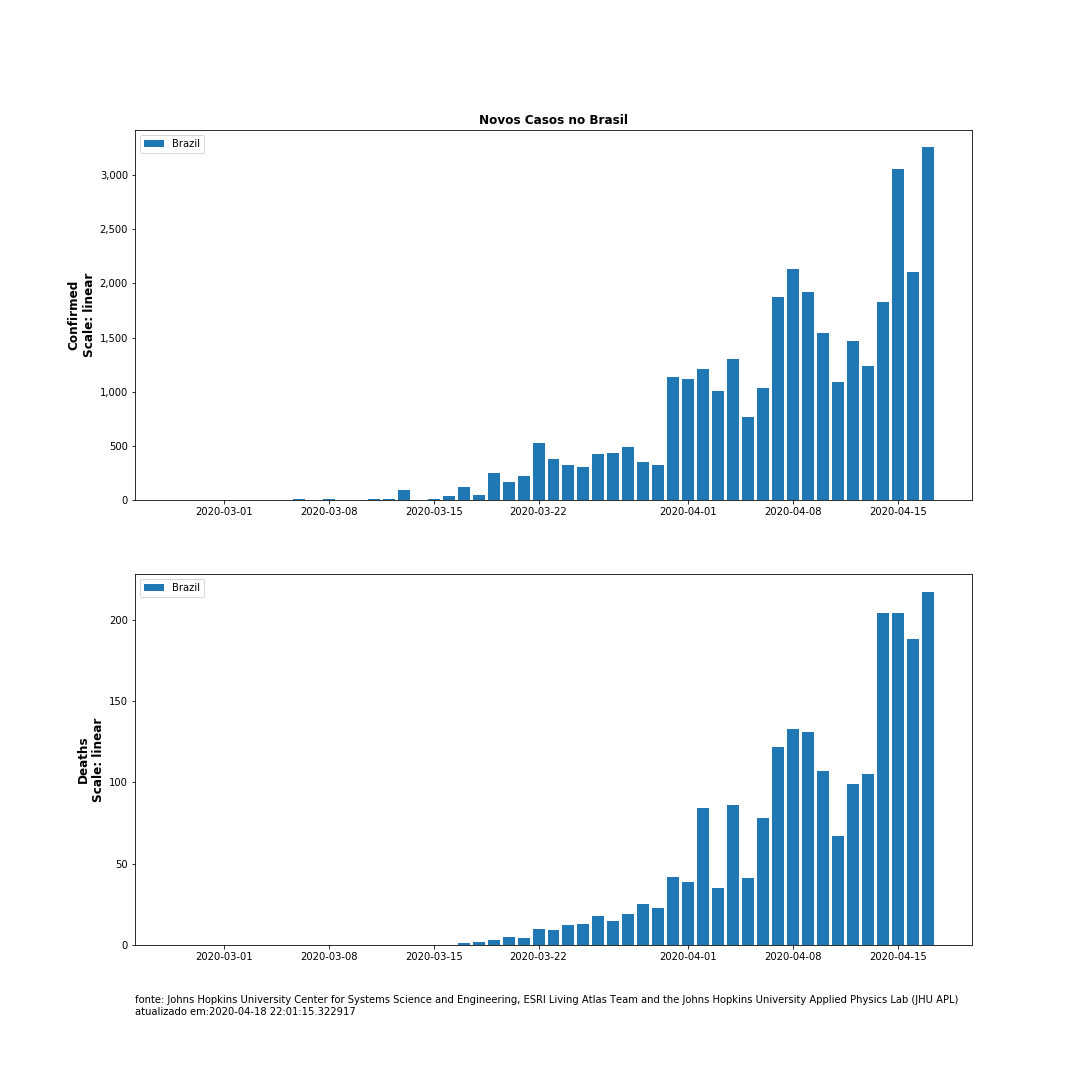 Novos Casos no Brasil
Brazil
3,000
2,500
2,000
1,500
1,000
500
0
Confirmed
Scale: linear
2020-03-01 2020-03-08 2020-03-15 2020-03-22 2020-04-01 2020-04-08 2020-04-15
Brazil
200
150
100
50
0
Deaths
Scale: linear
2020-03-01 2020-03-08 2020-03-15 2020-03-22 2020-04-01 2020-04-08 2020-04-15
fonte: Johns Hopkins University Center for Systems Science and Engineering, ESRI Living Atlas Team and the Johns Hopkins University Applied Physics Lab (JHU APL)
atualizado em:2020-04-18 22:01:15.322917